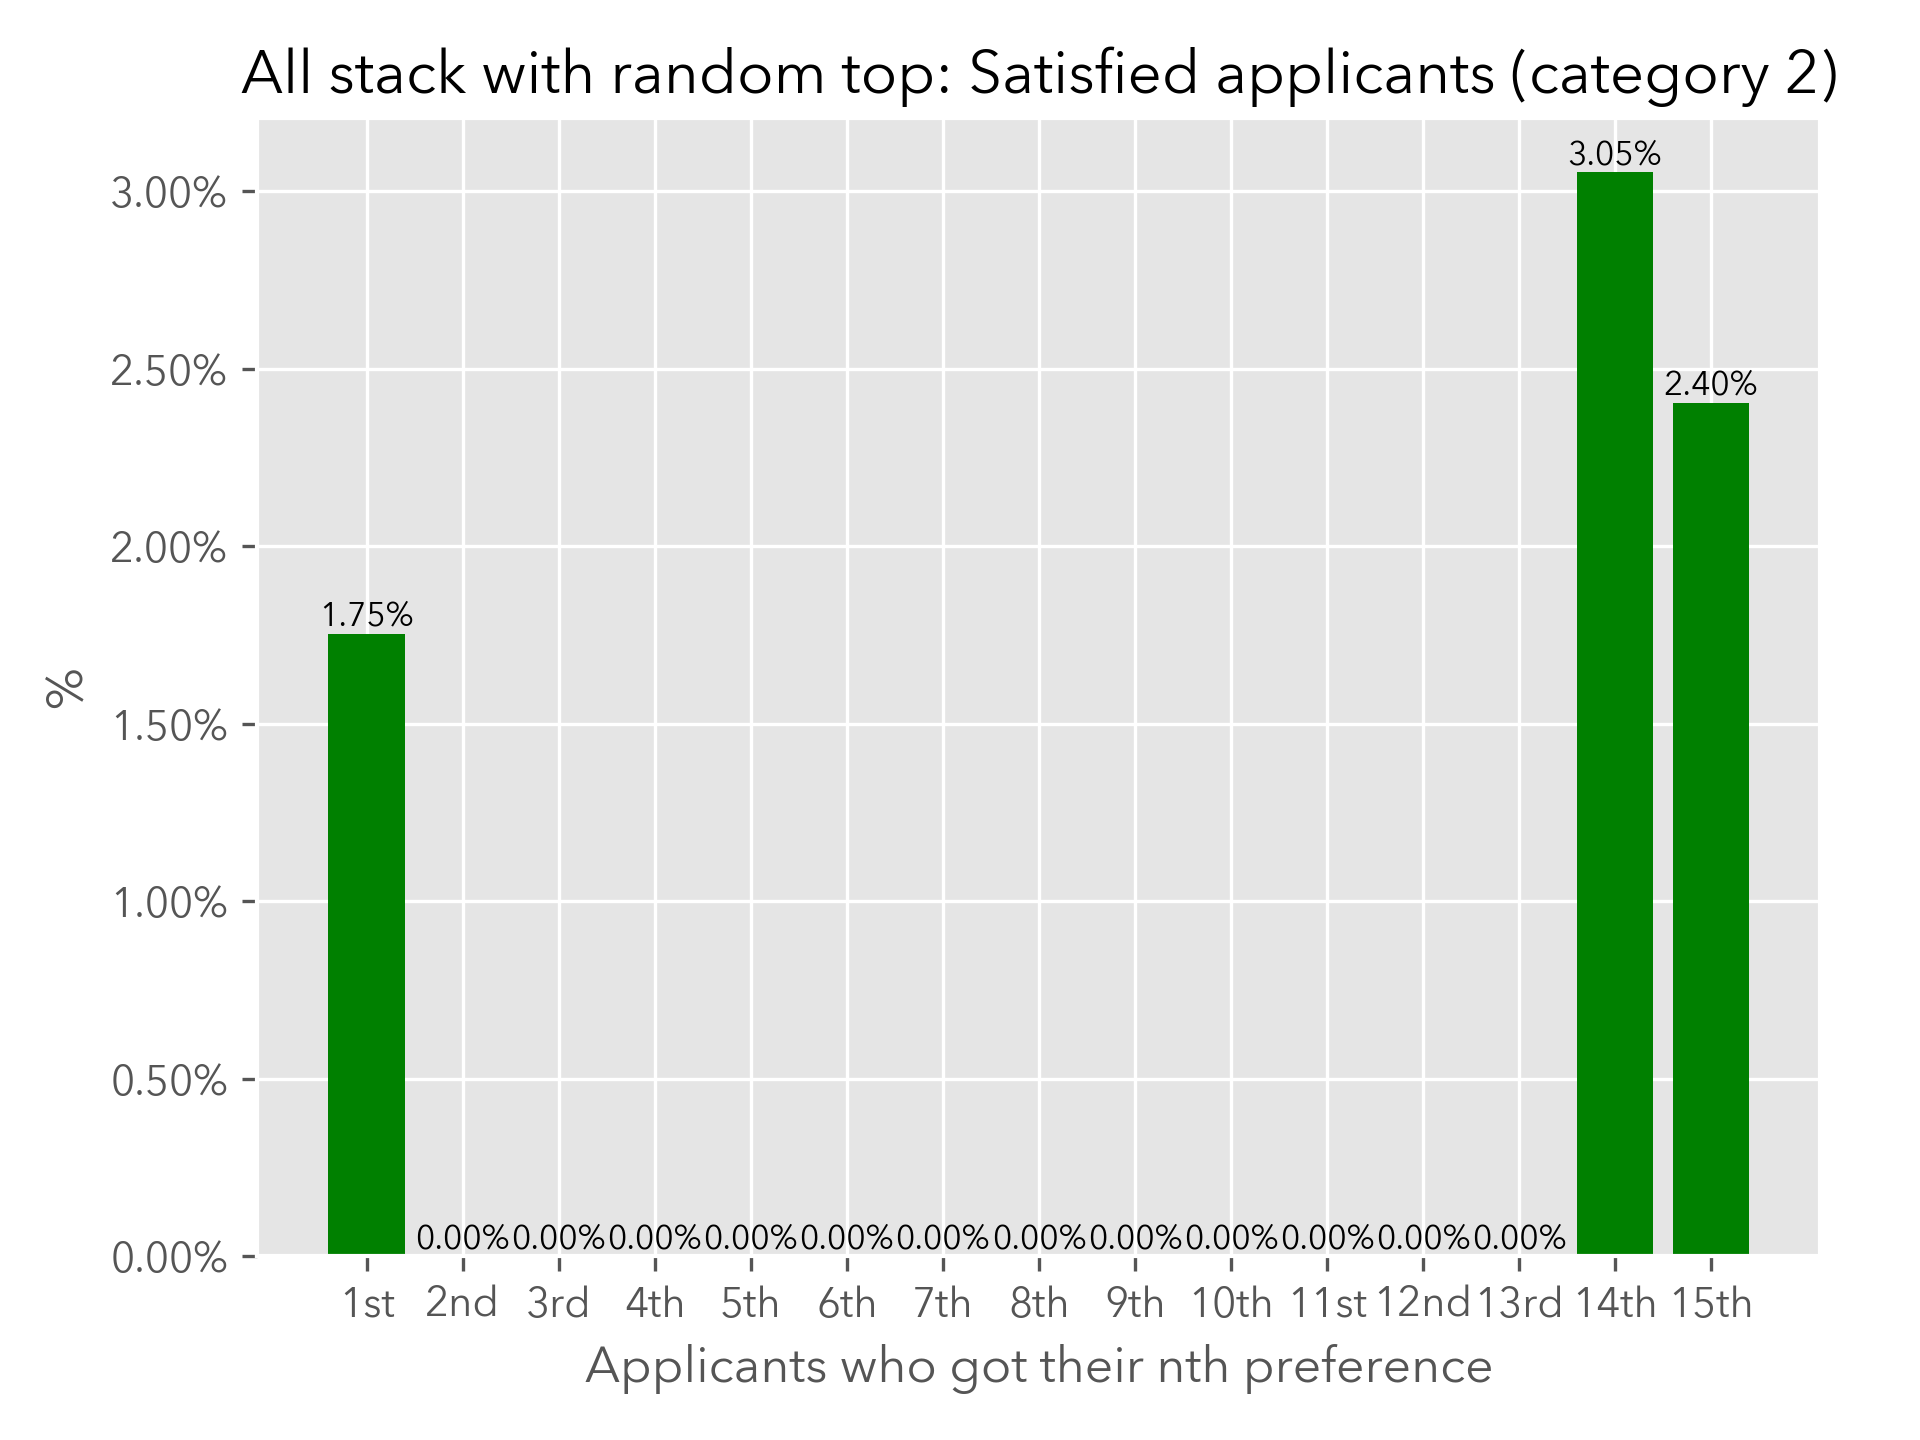 All stack with random top: Satisfied applicants (category 2)
3.05%
3.00%
2.50%
2.40%
2.00%
1.75%
%
1.50%
1.00%
0.50%
0.00% 0.00% 0.00% 0.00% 0.00% 0.00% 0.00% 0.00% 0.00% 0.00% 0.00% 0.00%
0.00%
1st 2nd 3rd 4th 5th 6th 7th 8th 9th 10th 11st 12nd 13rd 14th 15th
Applicants who got their nth preference